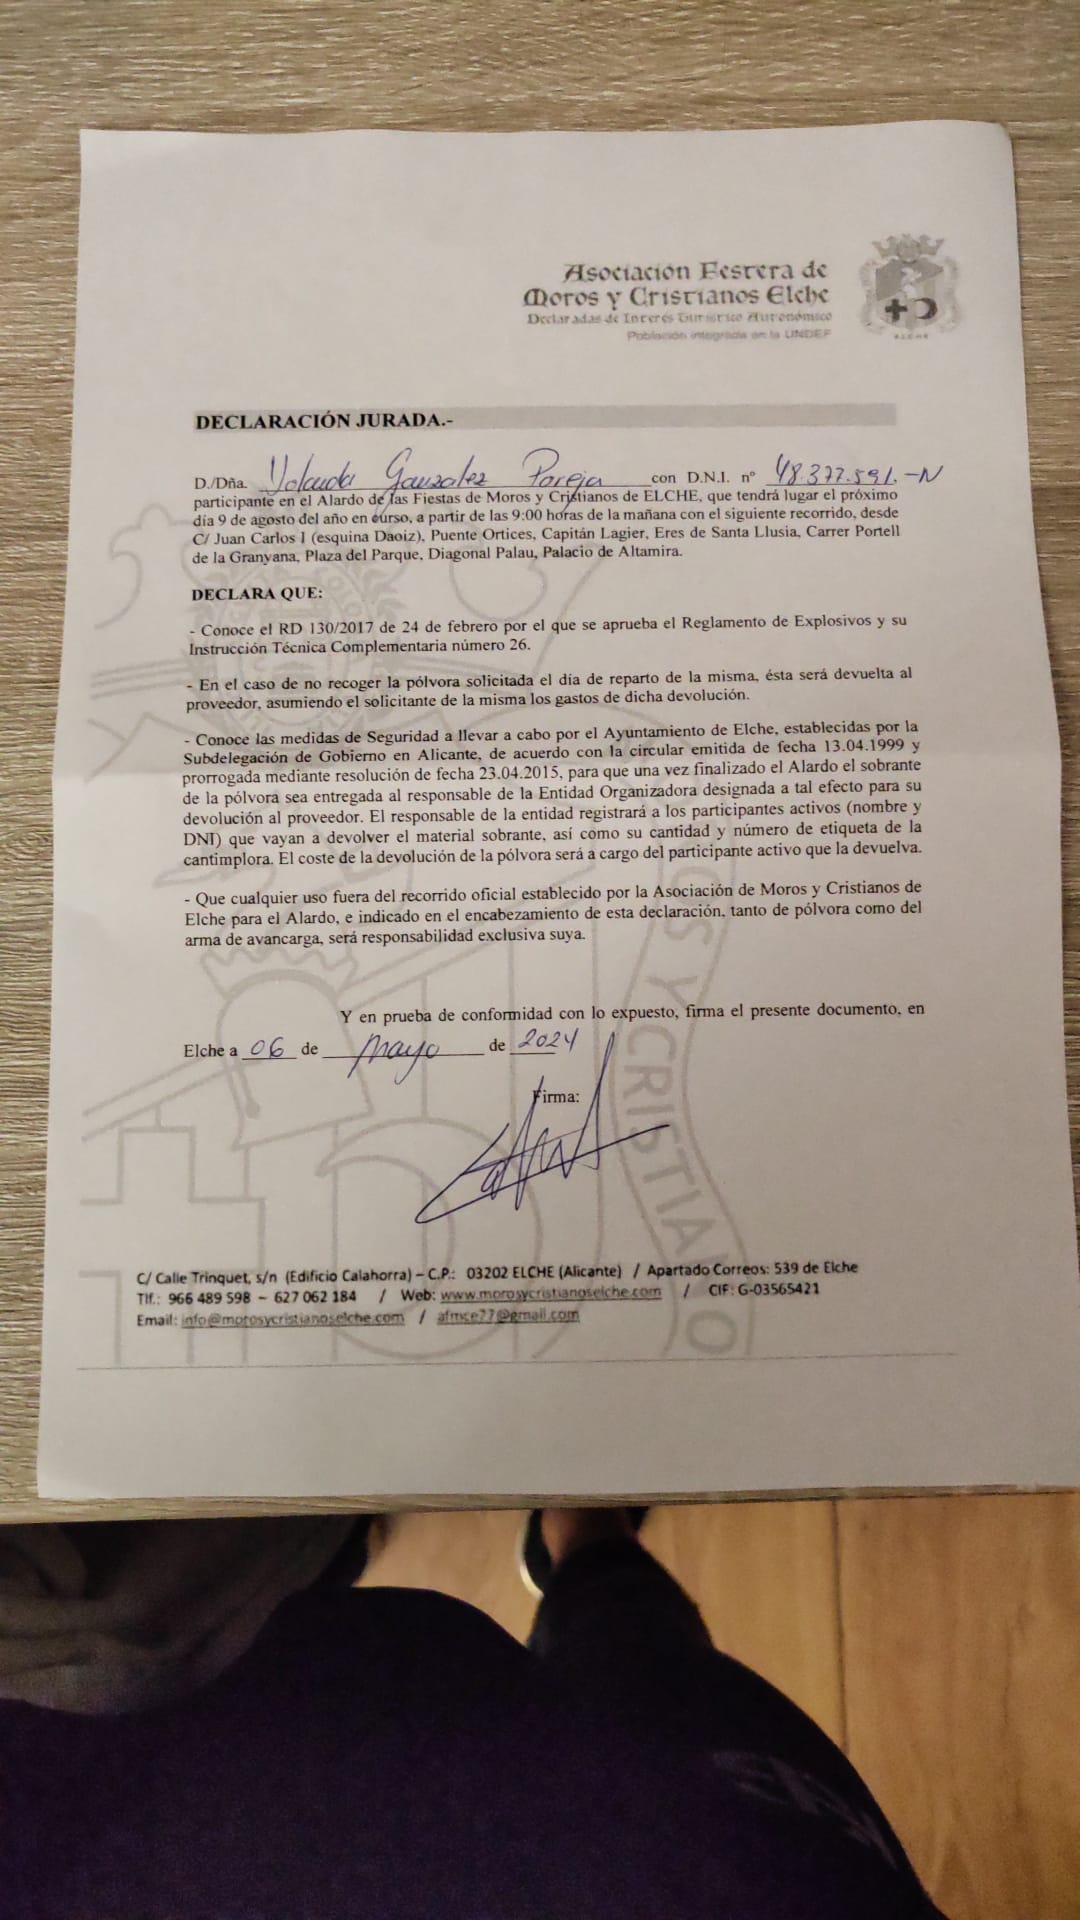 Asociación Festera de
Moros y Cristianos Elche
Declaradas de Interés Turístico Autonómico
Población integrada en la UNDEF
ELCHE
DECLARACIÓN JURADA.-
D./Dña. Yolanda Gonzalez Pareja con D.N.I. nº 48.377.591.-N
participante en el Alardo de las Fiestas de Moros y Cristianos de ELCHE, que tendrá lugar el próximo
día 9 de agosto del año en curso, a partir de las 9:00 horas de la mañana con el siguiente recorrido, desde
C/ Juan Carlos I (esquina Daoiz), Puente Ortices, Capitán Lagier, Eres de Santa Llusia, Carrer Portell
de la Granyana, Plaza del Parque, Diagonal Palau, Palacio de Altamira.
DECLARA QUE:
- Conoce el RD 130/2017 de 24 de febrero por el que se aprueba el Reglamento de Explosivos y su
Instrucción Técnica Complementaria número 26.
- En el caso de no recoger la pólvora solicitada el día de reparto de la misma, ésta será devuelta al
proveedor, asumiendo el solicitante de la misma los gastos de dicha devolución.
- Conoce las medidas de Seguridad a llevar a cabo por el Ayuntamiento de Elche, establecidas por la
Subdelegación de Gobierno en Alicante, de acuerdo con la circular emitida de fecha 13.04.1999 y
prorrogada mediante resolución de fecha 23.04.2015, para que una vez finalizado el Alardo el sobrante
de la pólvora sea entregada al responsable de la Entidad Organizadora designada a tal efecto para su
devolución al proveedor. El responsable de la entidad registrará a los participantes activos (nombre y
DNI) que vayan a devolver el material sobrante, así como su cantidad y número de etiqueta de la
cantimplora. El coste de la devolución de la pólvora será a cargo del participante activo que la devuelva.
- Que cualquier uso fuera del recorrido oficial establecido por la Asociación de Moros y Cristianos de
Elche para el Alardo, e indicado en el encabezamiento de esta declaración, tanto de pólvora como del
arma de avancarga, será responsabilidad exclusiva suya.
Y en prueba de conformidad con lo expuesto, firma el presente documento, en
Elche a 06 de mayo de 2024
Firma:
OS Y CRISTIANO
C/ Calle Trinquet, s/n (Edificio Calahorra) – C.P.: 03202 ELCHE (Alicante) / Apartado Correos: 539 de Elche
Tlf.: 966 489 598 – 627 062 184 / Web: www.morosycristianoselche.com / CIF: G-03565421
Email: info@morosycristianoselche.com / afmce77@gmail.com